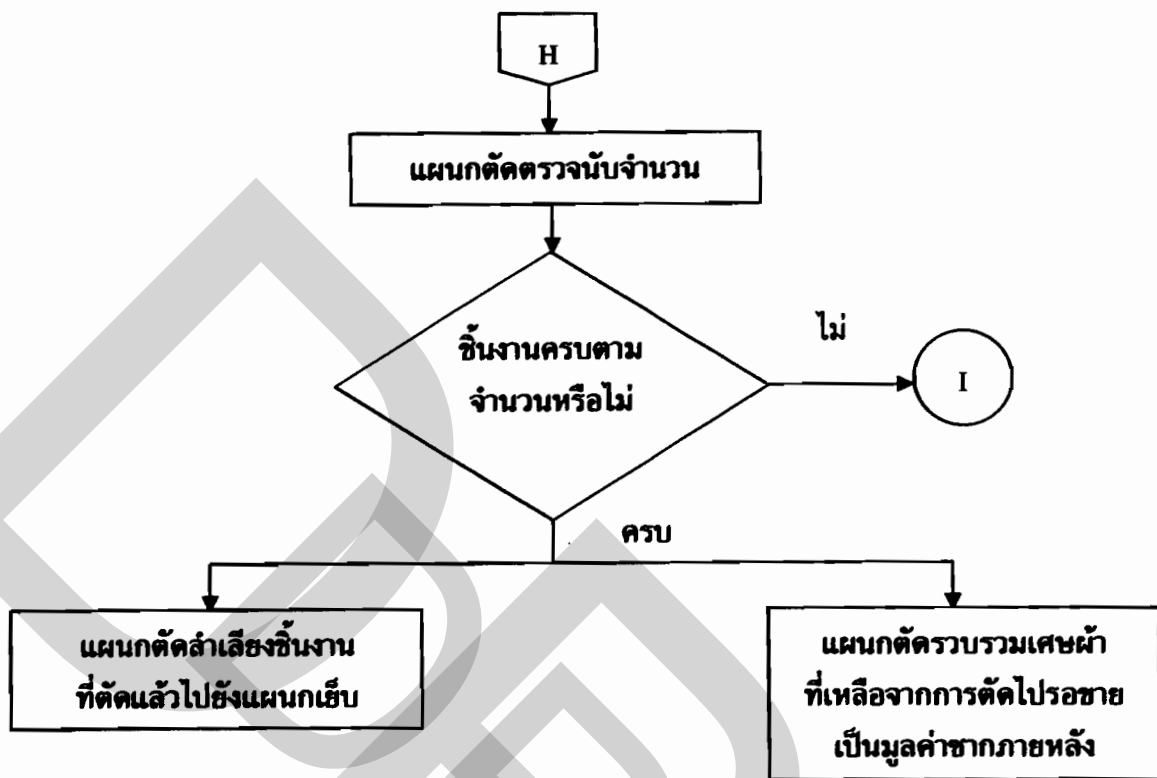 H
แผนกตัดตรวจนับจำนวน
ชิ้นงานครบตาม
จำนวนหรือไม่
ไม่
I
ครบ
แผนกตัดลำเลียงชิ้นงาน
ที่ตัดแล้วไปยังแผนกเย็บ
แผนกตัดรวบรวมเศษผ้า
ที่เหลือจากการตัดไปรอขาย
เป็นมูลค่าซากภายหลัง